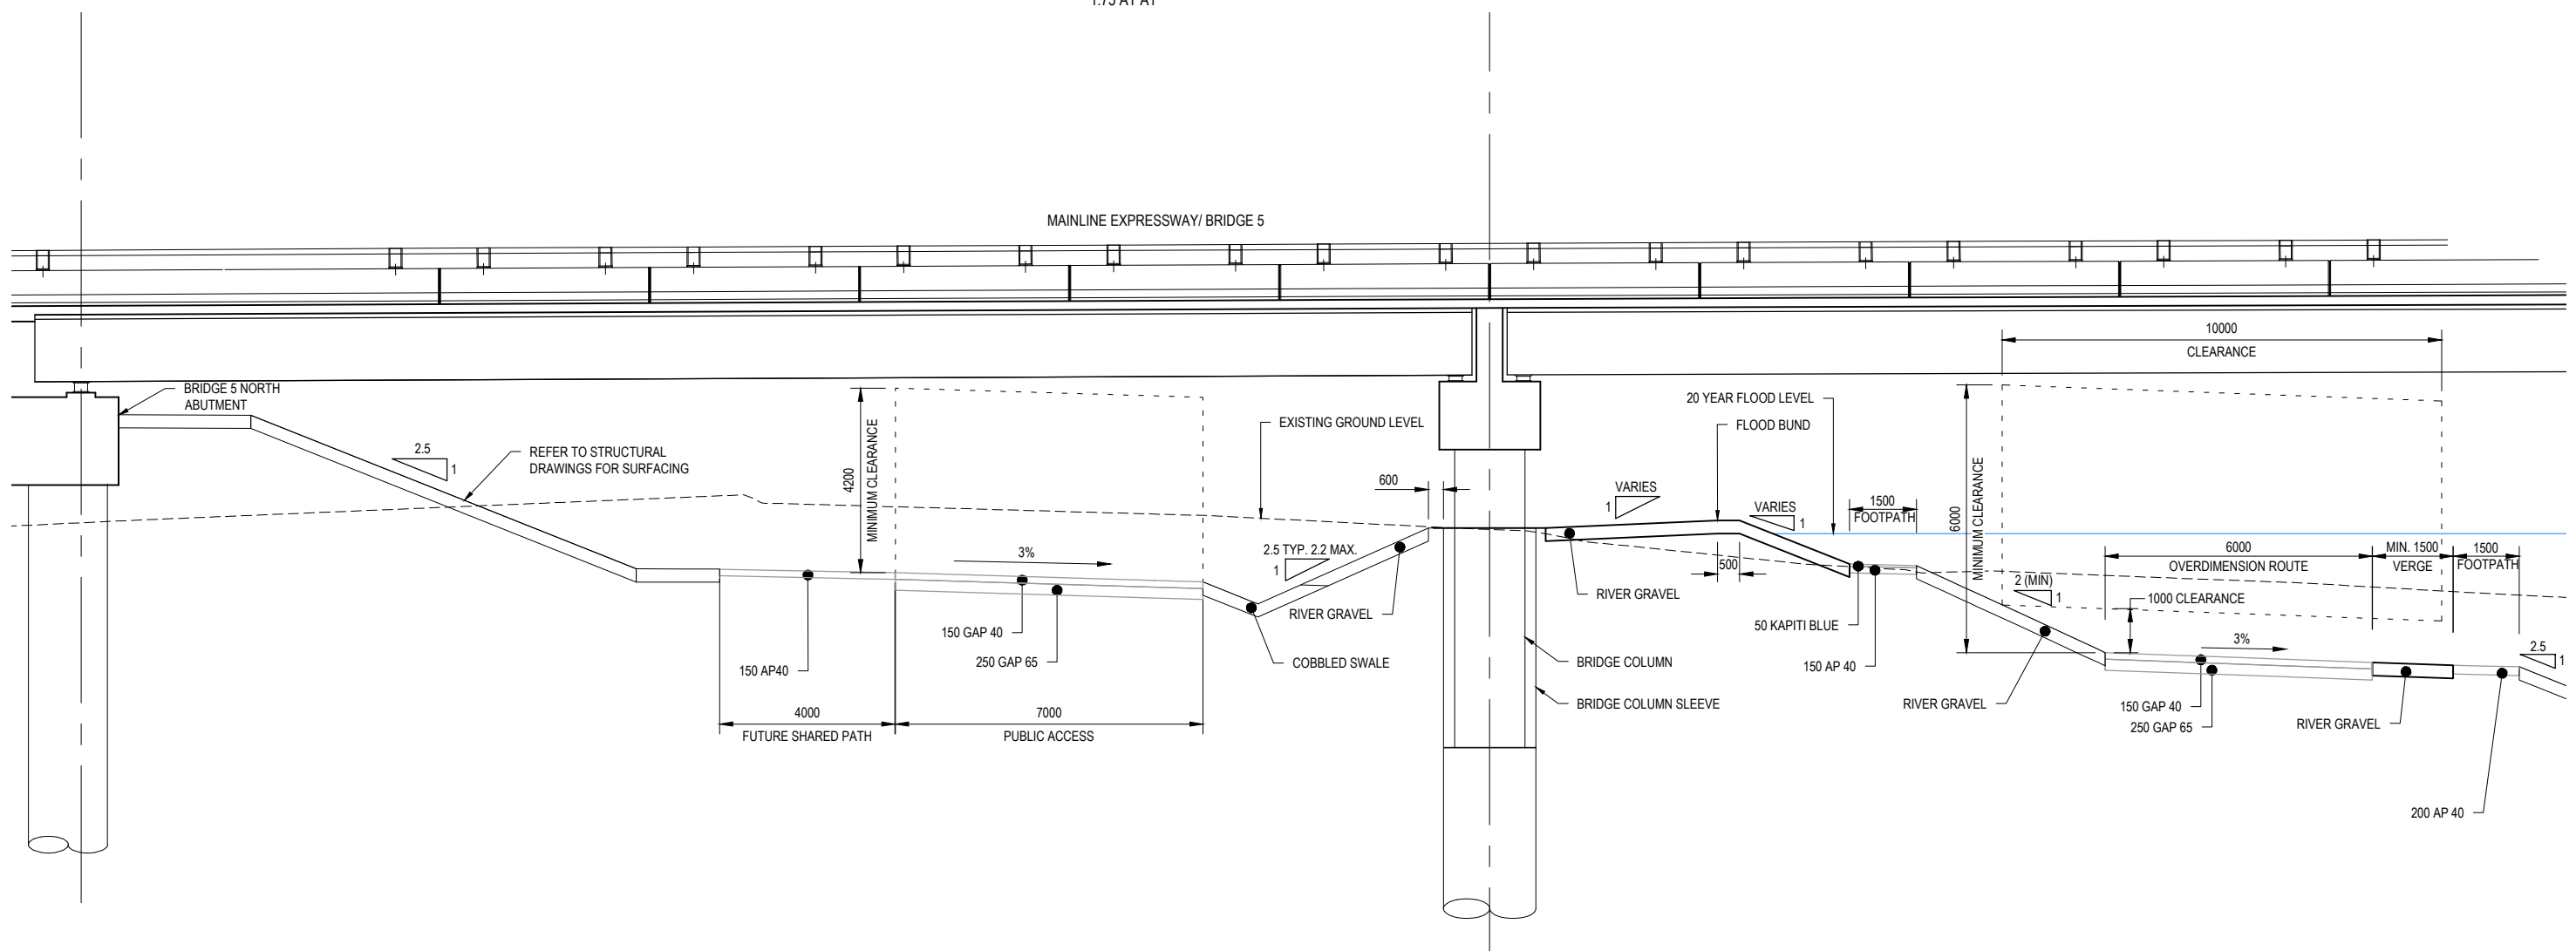 1:75 AT A1
MAINLINE EXPRESSWAY/ BRIDGE 5
10000
CLEARANCE
BRIDGE 5 NORTH
ABUTMENT
2.5
1
REFER TO STRUCTURAL
DRAWINGS FOR SURFACING
4200
MINIMUM CLEARANCE
EXISTING GROUND LEVEL
20 YEAR FLOOD LEVEL
FLOOD BUND
600
VARIES
1
VARIES
1
1500
FOOTPATH
6000
MINIMUM CLEARANCE
3%
2.5 TYP. 2.2 MAX.
1
500
6000
OVERDIMENSION ROUTE
MIN. 1500
VERGE
1500
FOOTPATH
2 (MIN)
1
1000 CLEARANCE
RIVER GRAVEL
RIVER GRAVEL
150 GAP 40
250 GAP 65
150 AP40
COBBLED SWALE
50 KAPITI BLUE
150 AP 40
3%
2.5
1
BRIDGE COLUMN
BRIDGE COLUMN SLEEVE
RIVER GRAVEL
150 GAP 40
250 GAP 65
RIVER GRAVEL
4000
FUTURE SHARED PATH
7000
PUBLIC ACCESS
200 AP 40